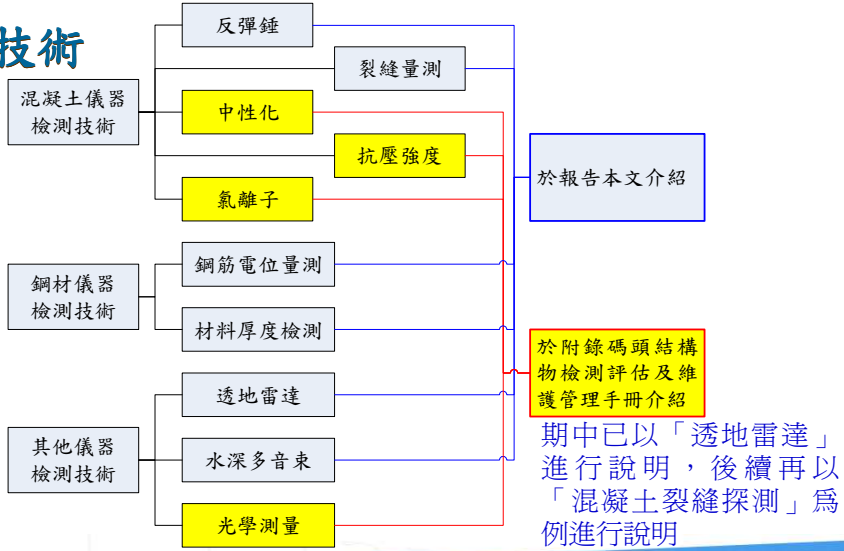 技術
混凝土儀器
檢測技術
反彈錘
裂縫量測
中性化
抗壓強度
氯離子
鋼材儀器
檢測技術
鋼筋電位量測
材料厚度檢測
其他儀器
檢測技術
透地雷達
水深多音束
光學測量
於報告本文介紹
於附錄碼頭結構
物檢測評估及維
護管理手冊介紹
期中已以「透地雷達」
進行說明，後續再以
「混凝土裂縫探測」為
例進行說明